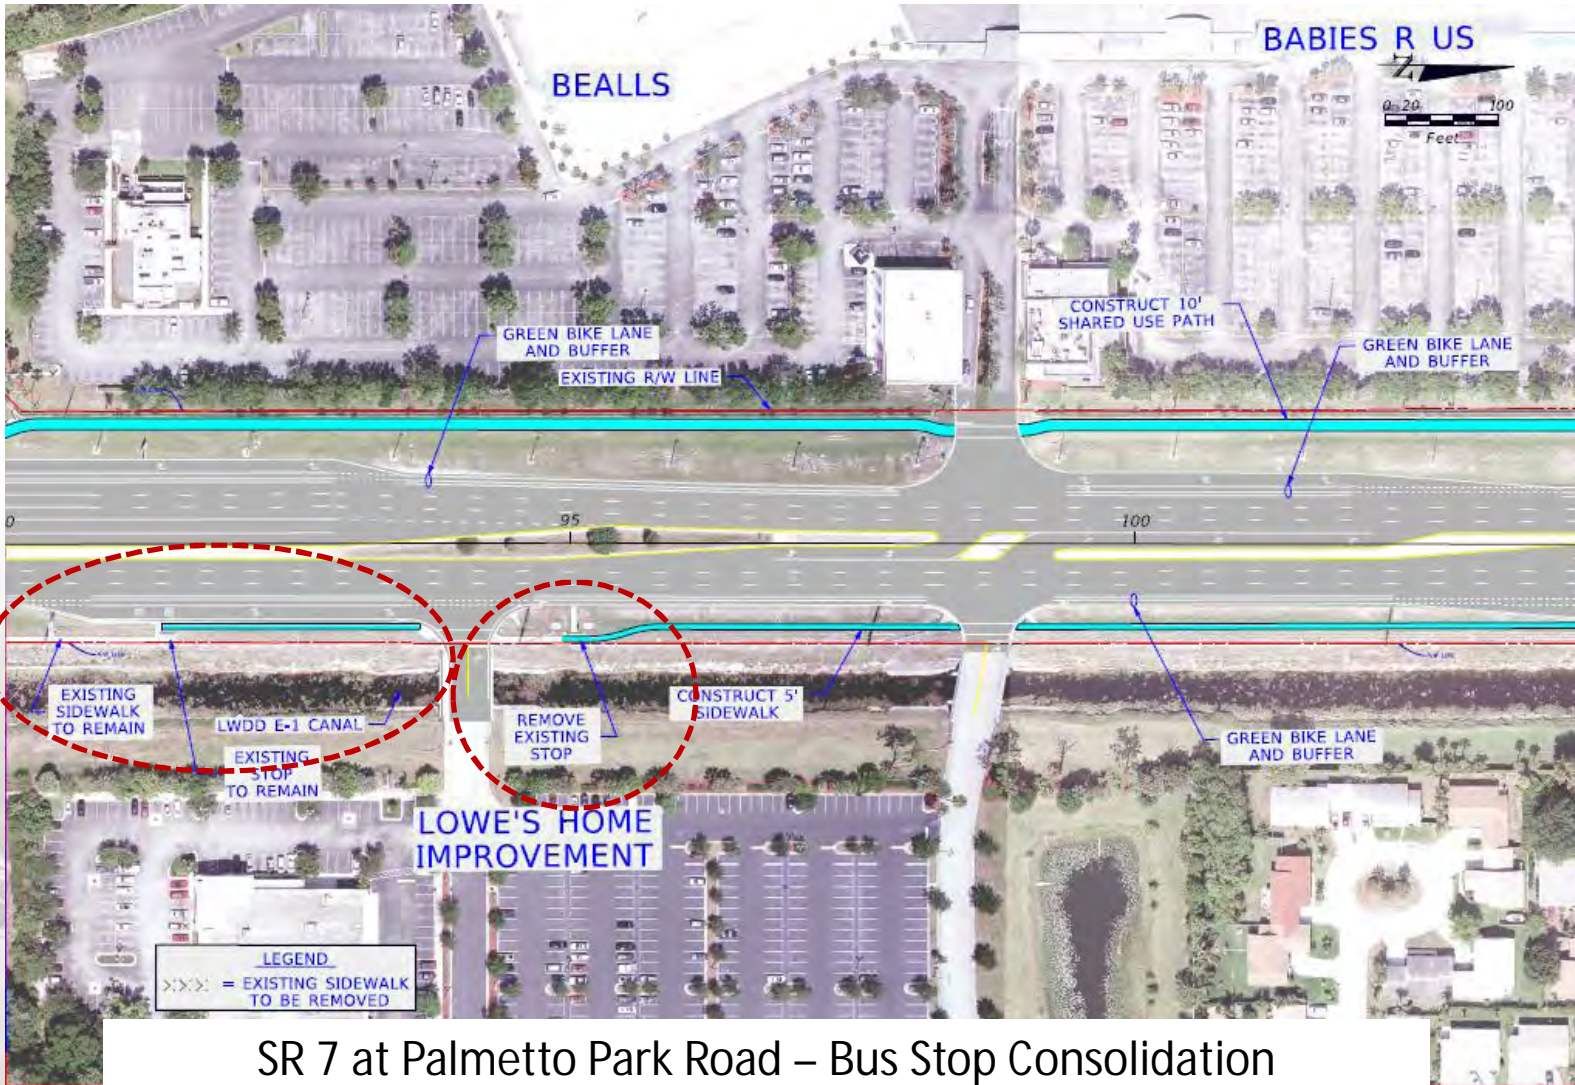 BEALLS
BABIES R US
N
0 20 100
Feet
CONSTRUCT 10'
SHARED USE PATH
GREEN BIKE LANE
AND BUFFER
GREEN BIKE LANE
AND BUFFER
EXISTING R/W LINE
0
95
100
EXISTING
SIDEWALK
TO REMAIN
LWDD E-1 CANAL
EXISTING
STOP
TO REMAIN
REMOVE
EXISTING
STOP
CONSTRUCT 5'
SIDEWALK
GREEN BIKE LANE
AND BUFFER
LOWE'S HOME
IMPROVEMENT
LEGEND
= EXISTING SIDEWALK
TO BE REMOVED
SR 7 at Palmetto Park Road – Bus Stop Consolidation